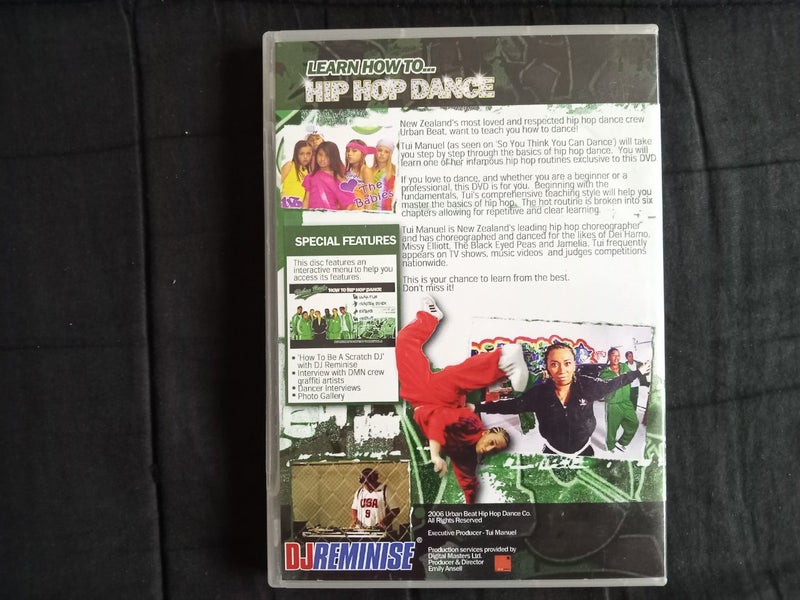 LEARN HOW TO...
HIP HOP DANCE
New Zealand's most loved and respected hip hop dance crew
Urban Beat, want to teach you how to dance!
Tui Manuel (as seen on 'So You Think You Can Dance') will take
you step by step through the basics of hip hop dance. You will
learn one of her infamous hip hop routines exclusive to this DVD
If you love to dance, and whether you are a beginner or a
professional, this DVD is for you. Beginning with the
fundamentals, Tui's comprehensive teaching style will help you
master the basics of hip hop. The hot routine is broken into six
chapters allowing for repetitive and clear learning.
Tui Manuel is New Zealand's leading hip hop choreographer
and has choreographed and danced for the likes of Dei Hamo,
Missy Elliott, The Black Eyed Peas and Jamelia. Tui frequently
appears on TV shows, music videos and judges competitions
nationwide.
This is your chance to learn from the best.
Don't miss it!
The
Babies
SPECIAL FEATURES
This disc features an
interactive menu to help you
access its features.
HOW TO HIP HOP DANCE
• 'How To Be A Scratch DJ'
with DJ Reminise
• Interview with DMN crew
graffiti artists
• Dancer Interviews
• Photo Gallery
USA
9
DJREMINISE®
2006 Urban Beat Hip Hop Dance Co.
All Rights Reserved
Executive Producer - Tui Manuel
Production services provided by
Digital Masters Ltd.
Producer & Director
Emily Ansell